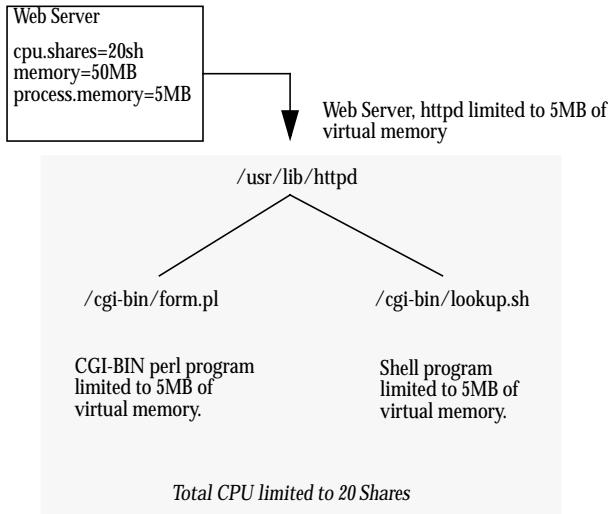 Web Server
cpu.shares=20sh
memory=50MB
process.memory=5MB
Web Server, httpd limited to 5MB of
virtual memory
/usr/lib/httpd
/cgi-bin/form.pl
/cgi-bin/lookup.sh
CGI-BIN perl program
limited to 5MB of
virtual memory.
Shell program
limited to 5MB of
virtual memory.
Total CPU limited to 20 Shares